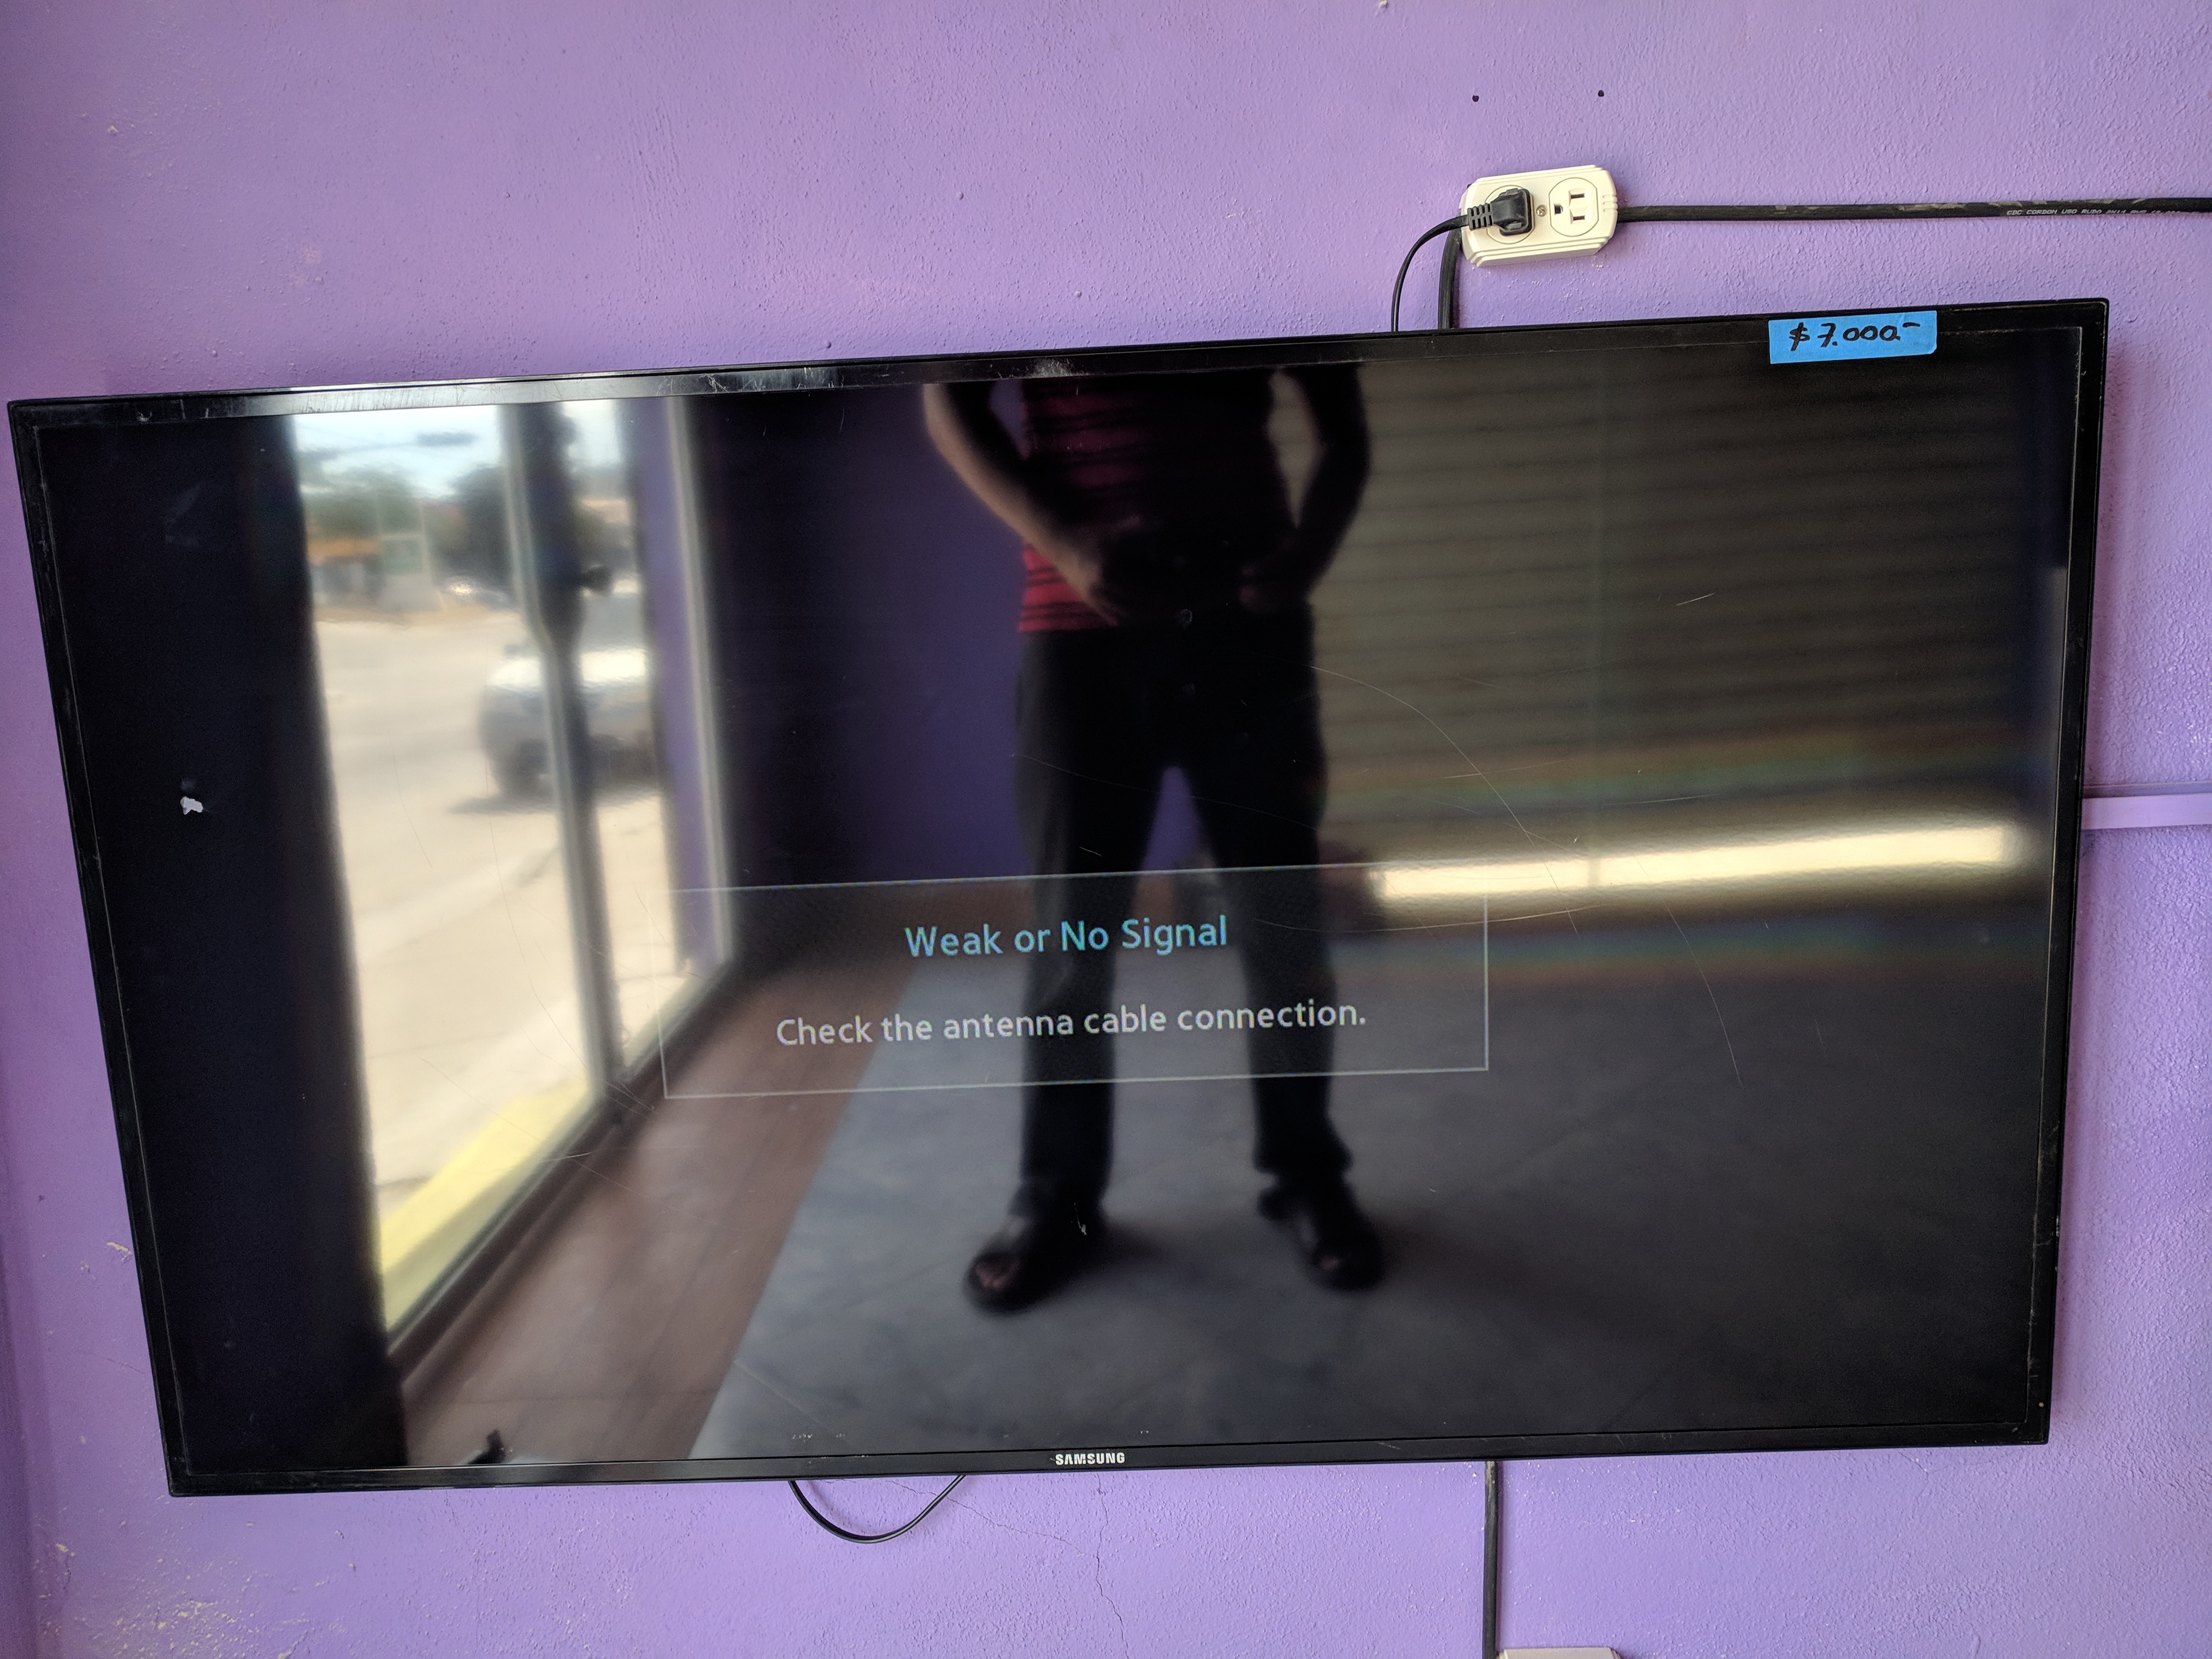 $ 7.000.-
Weak or No Signal
Check the antenna cable connection.
SAMSUNG